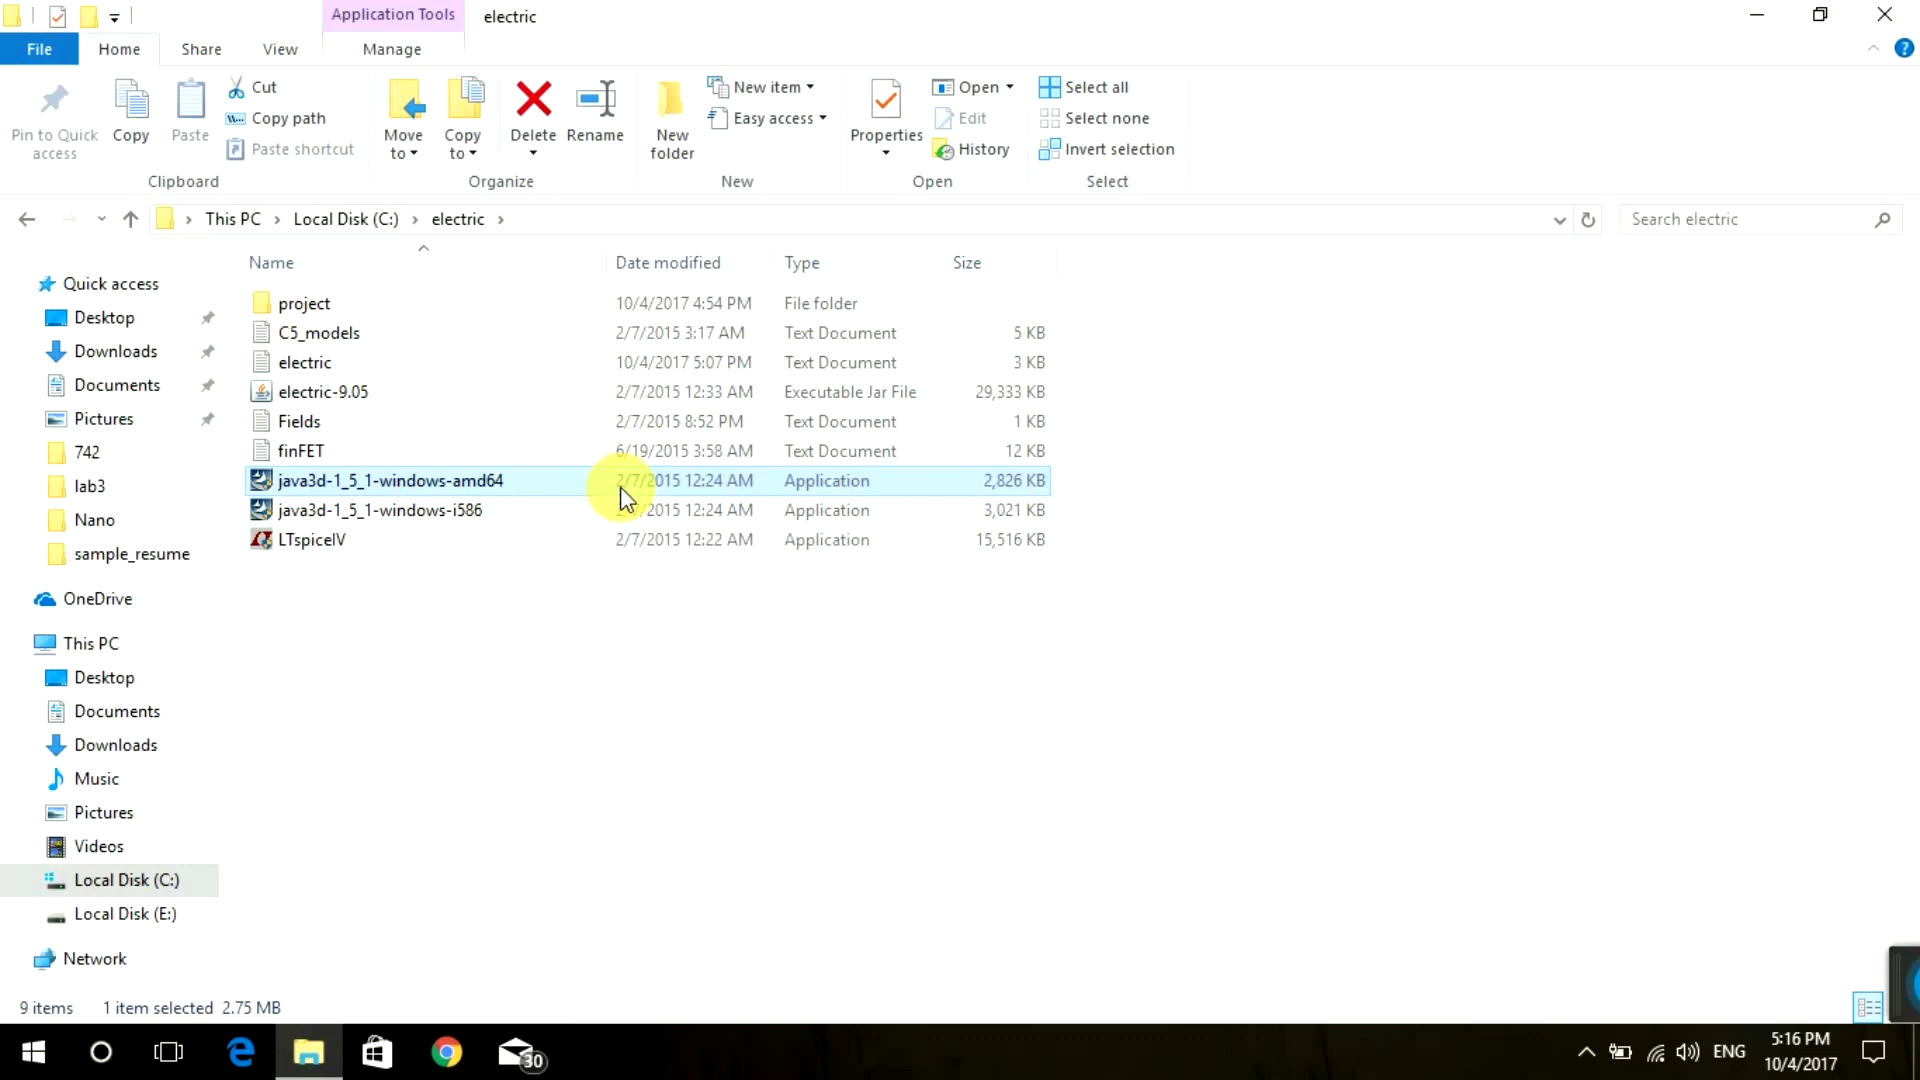 Application Tools electric
File Home Share View Manage
Pin to Quick access
Copy
Paste
Cut
Copy path
Paste shortcut
Clipboard
Move to
Copy to
Delete
Rename
Organize
New folder
New item
Easy access
New
Properties
Open
Edit
History
Open
Select all
Select none
Invert selection
Select
This PC Local Disk (C:) electric
Search electric
Name Date modified Type Size
project 10/4/2017 4:54 PM File folder
C5_models 2/7/2015 3:17 AM Text Document 5 KB
electric 10/4/2017 5:07 PM Text Document 3 KB
electric-9.05 2/7/2015 12:33 AM Executable Jar File 29,333 KB
Fields 2/7/2015 8:52 PM Text Document 1 KB
finFET 6/19/2015 3:58 AM Text Document 12 KB
java3d-1_5_1-windows-amd64 2/7/2015 12:24 AM Application 2,826 KB
java3d-1_5_1-windows-i586 2/7/2015 12:24 AM Application 3,021 KB
LTspiceIV 2/7/2015 12:22 AM Application 15,516 KB
Quick access
Desktop
Downloads
Documents
Pictures
742
lab3
Nano
sample_resume
OneDrive
This PC
Desktop
Documents
Downloads
Music
Pictures
Videos
Local Disk (C:)
Local Disk (E:)
Network
9 items 1 item selected 2.75 MB
30
ENG
5:16 PM
10/4/2017